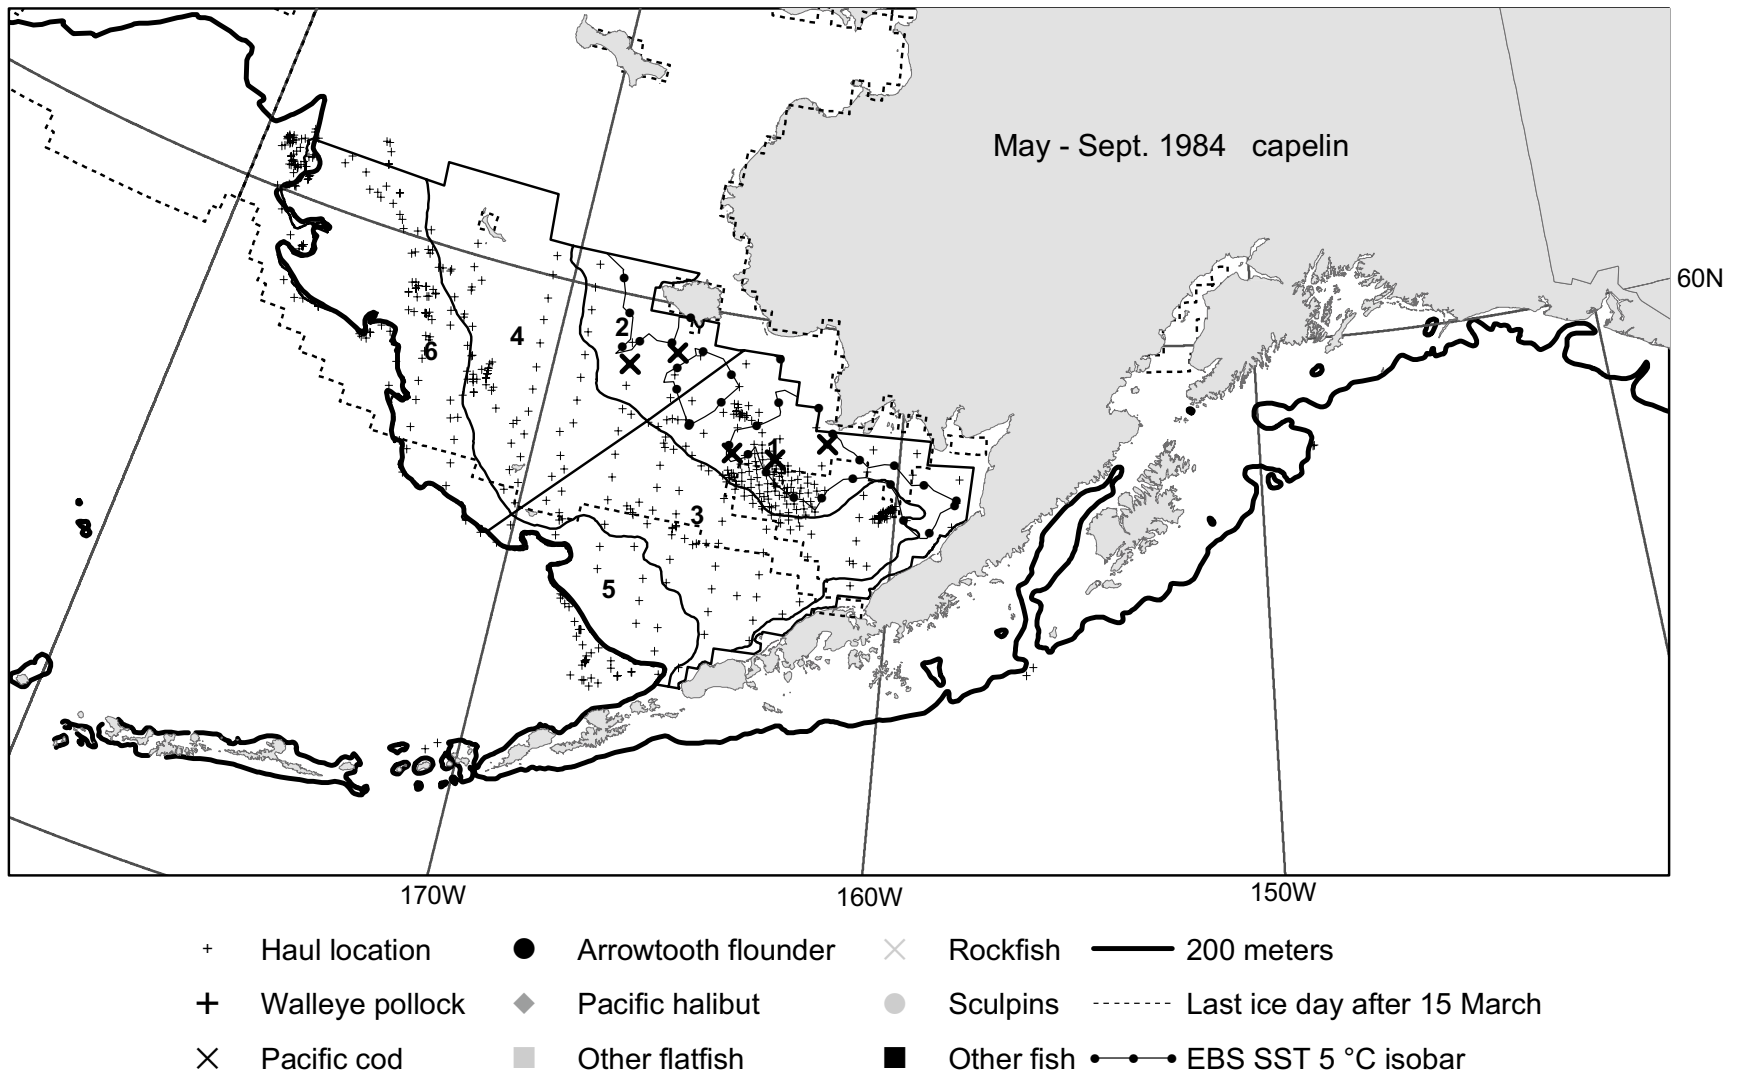 May - Sept. 1984 capelin
60N
2
4
6
1
3
5
170W
160W
150W
Haul location
Arrowtooth flounder
Rockfish
200 meters
Walleye pollock
Pacific halibut
Sculpins
Last ice day after 15 March
Pacific cod
Other flatfish
Other fish
EBS SST 5 °C isobar